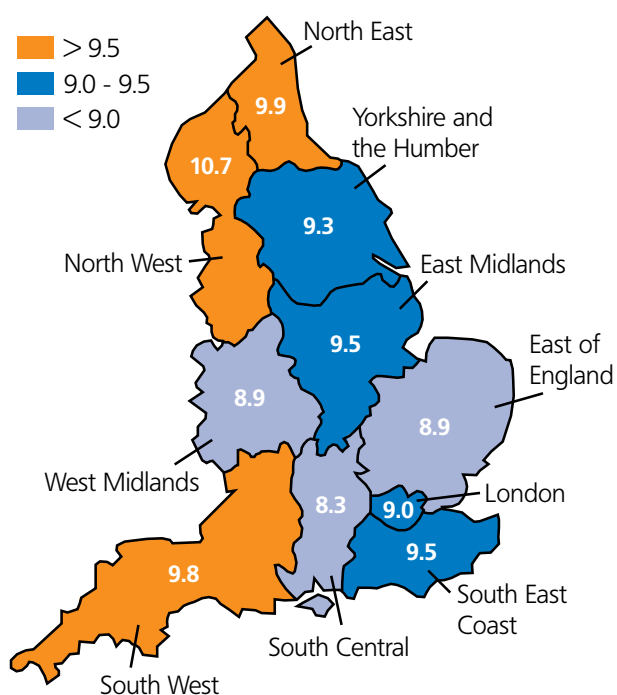 > 9.5
9.0 - 9.5
< 9.0
North East
9.9
Yorkshire and
the Humber
10.7
9.3
North West
East Midlands
9.5
East of
England
8.9
8.9
West Midlands
8.3
London
9.0
9.5
9.8
South East
Coast
South Central
South West